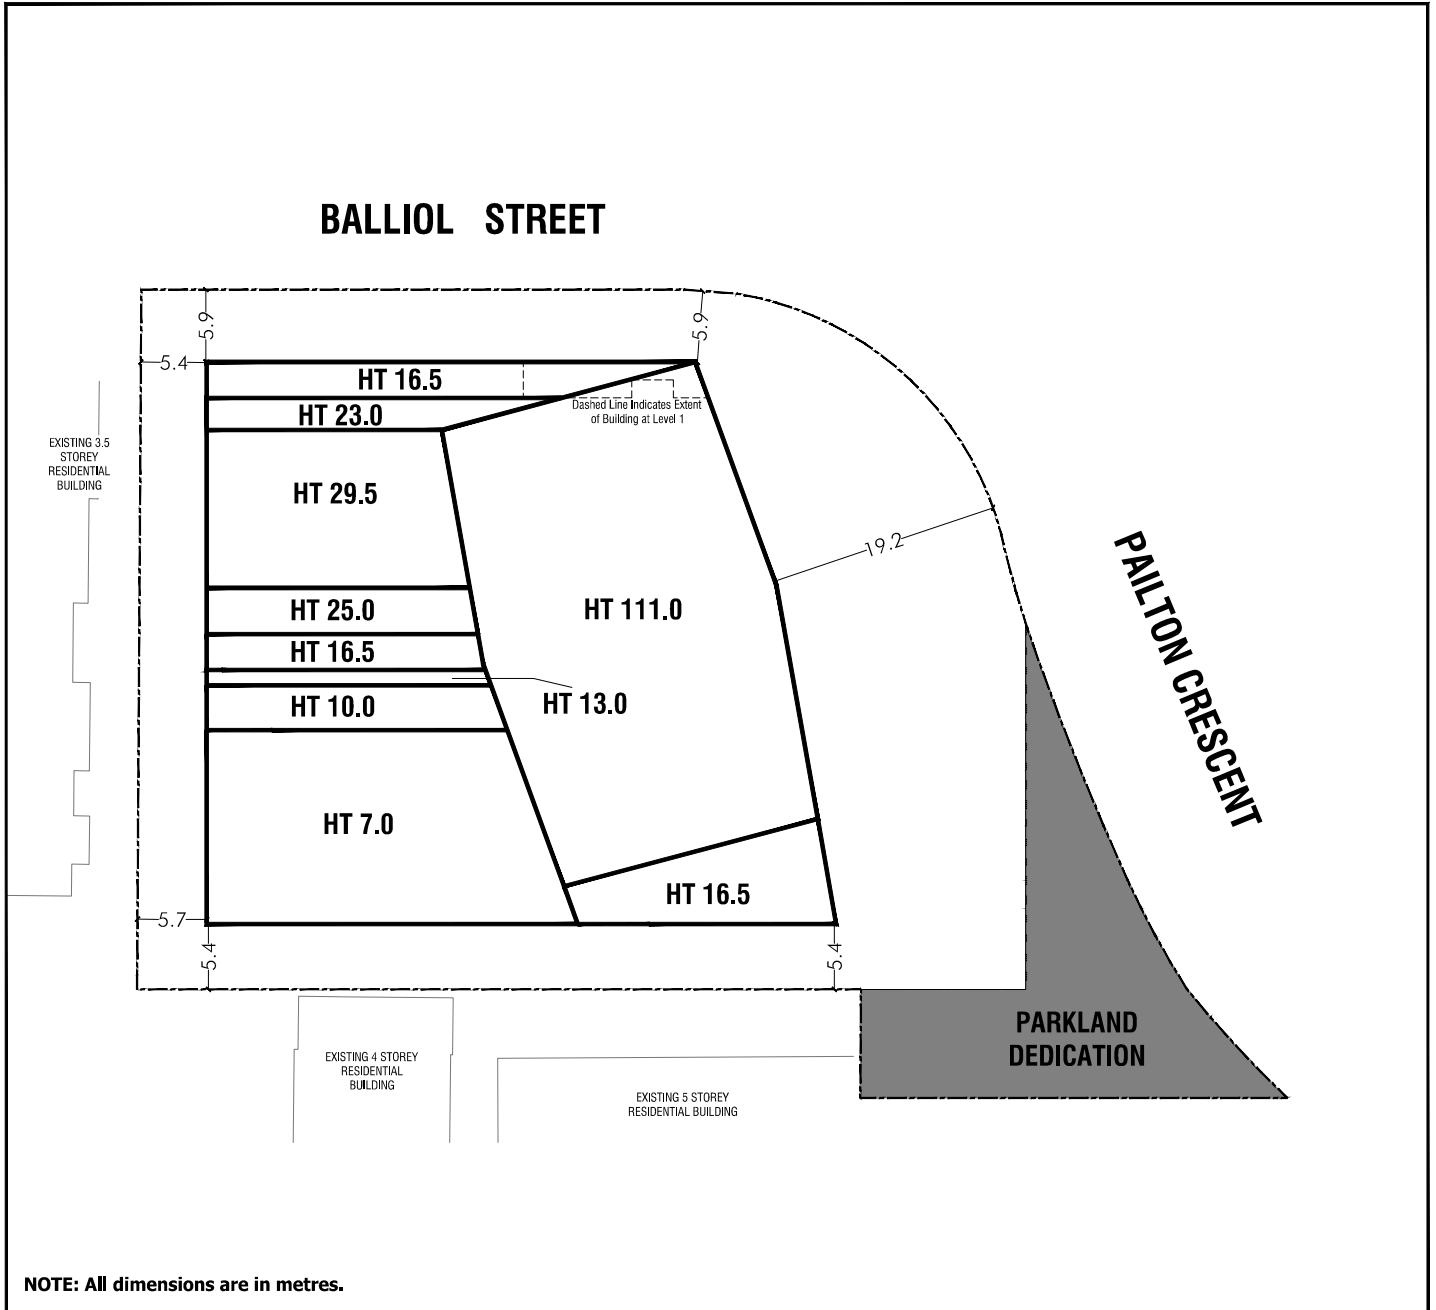 BALLIOL STREET
5.9
5.9
5.4
HT 16.5
HT 23.0
Dashed Line Indicates Extent
of Building at Level 1
EXISTING 3.5
STOREY
RESIDENTIAL
BUILDING
HT 29.5
19.2
HT 25.0
HT 111.0
HT 16.5
HT 13.0
HT 10.0
PAILTON CRESCENT
HT 7.0
HT 16.5
5.7
5.4
5.4
PARKLAND
DEDICATION
EXISTING 4 STOREY
RESIDENTIAL
BUILDING
EXISTING 5 STOREY
RESIDENTIAL BUILDING
NOTE: All dimensions are in metres.